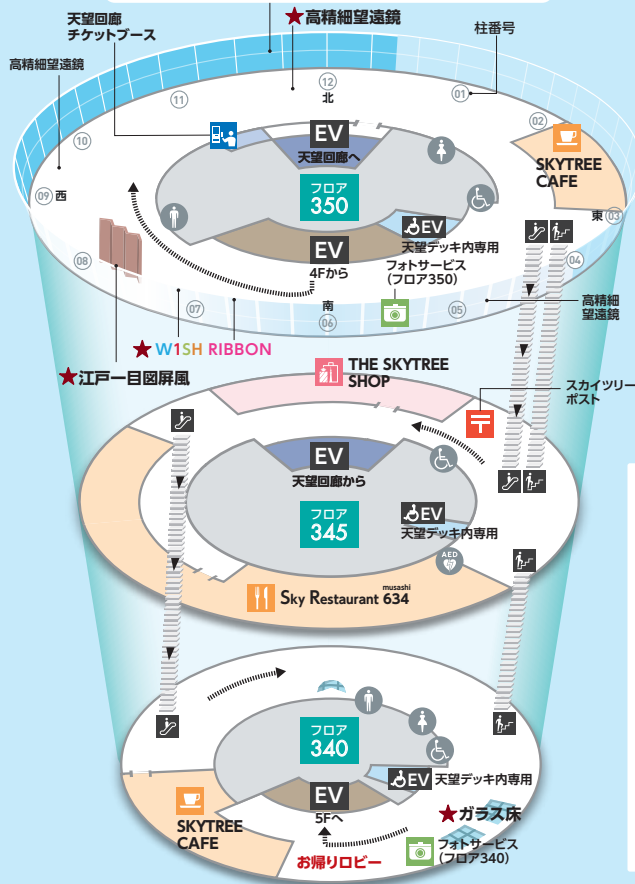 天望回廊
チケットブース
★高精細望遠鏡
柱番号
高精細望遠鏡
12
北
11
01
10
02
EV
天望回廊へ
SKYTREE
CAFE
フロア
350
09 西
東 03
EV
天望デッキ内専用
EV
4Fから
フォトサービス
(フロア350)
08
04
07
南
06
05
高精細
望遠鏡
★W1SH RIBBON
★江戸一目図屏風
THE SKYTREE
SHOP
スカイツリー
ポスト
EV
天望回廊から
フロア
345
EV
天望デッキ内専用
AED
Sky Restaurant musashi 634
フロア
340
EV
天望デッキ内専用
EV
5Fへ
SKYTREE
CAFE
★ガラス床
お帰りロビー
フォトサービス
(フロア340)